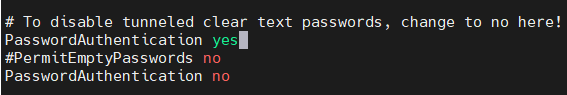 # To disable tunneled clear text passwords, change to no here!
PasswordAuthentication yes
#PermitEmptyPasswords no
PasswordAuthentication no